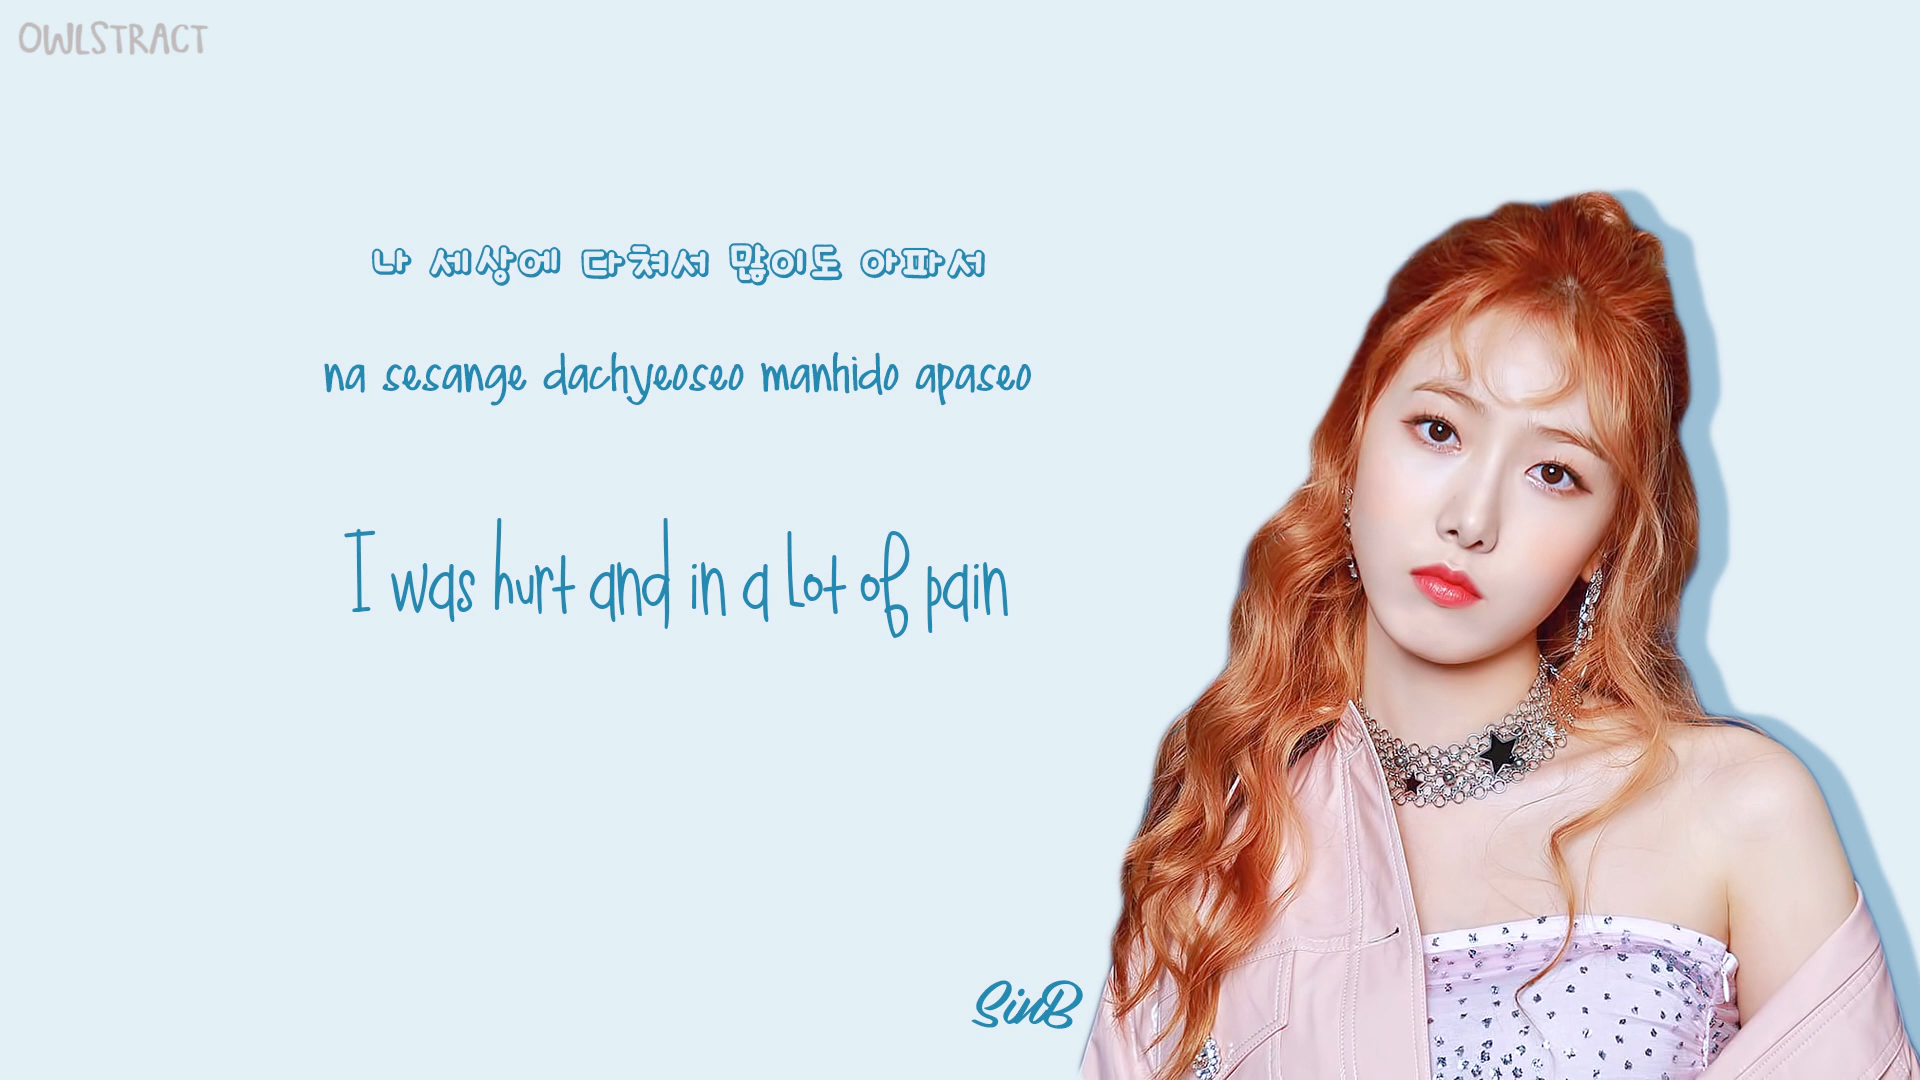 OWLSTRACT
나 세상에 다쳐서 많이도 아파서
na sesange dachyeoseo manhido apaseo
I was hurt and in a lot of pain
SinB